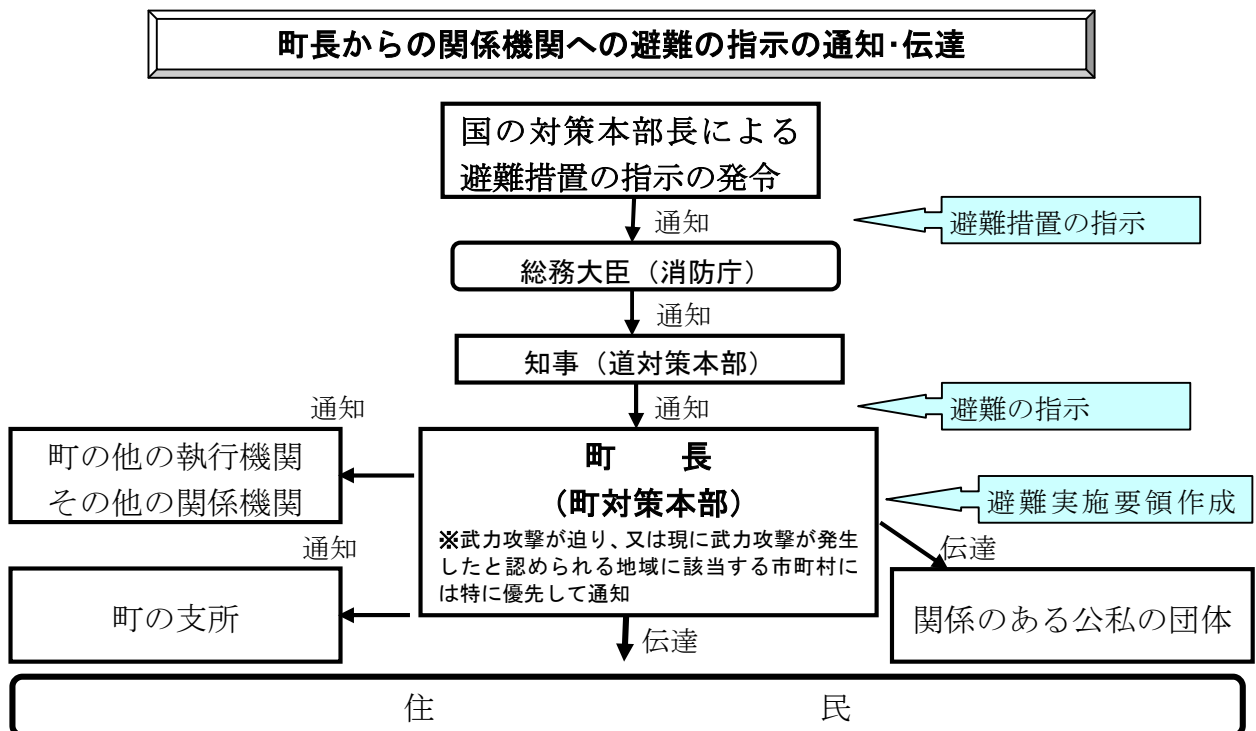 町長からの関係機関への避難の指示の通知･伝達
国の対策本部長による
避難措置の指示の発令
通知
避難措置の指示
総務大臣（消防庁）
通知
知事（道対策本部）
通知
避難の指示
通知
町の他の執行機関
その他の関係機関
町　長
（町対策本部）
※武力攻撃が迫り、又は現に武力攻撃が発生
したと認められる地域に該当する市町村に
は特に優先して通知
避難実施要領作成
通知
町の支所
伝達
関係のある公私の団体
伝達
住　民